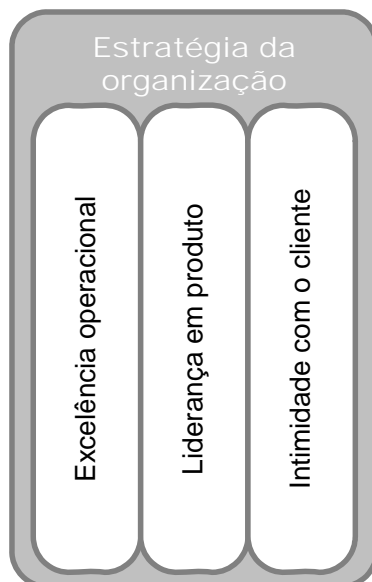 Estratégia da
organização
Excelência operacional
Liderança em produto
Intimidade com o cliente